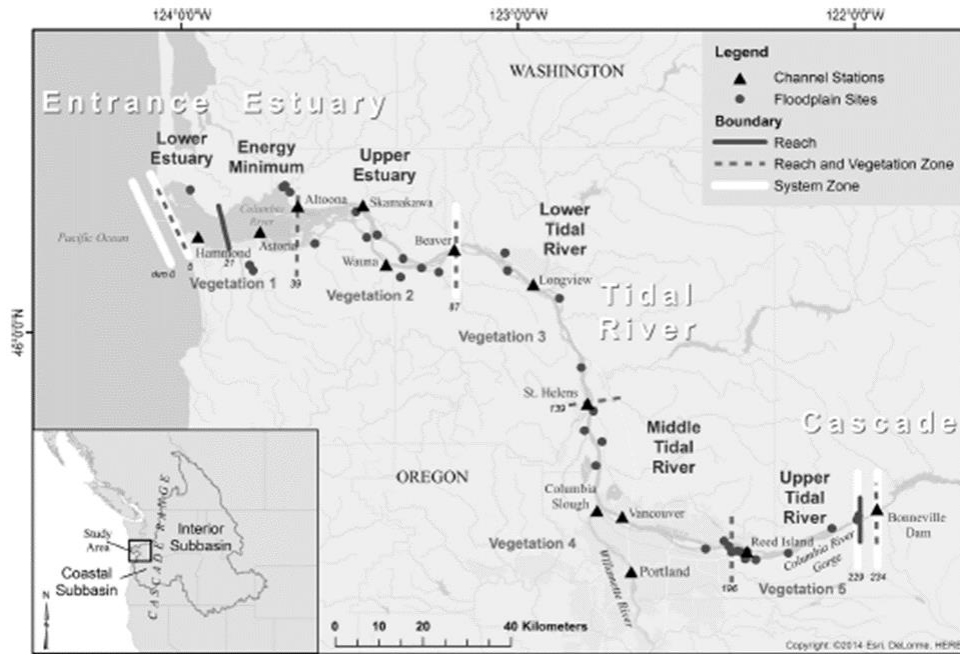 124°0'0"W
123°0'0"W
122°0'0"W
46°0'0"N
Legend
Channel Stations
Floodplain Sites
Boundary
Reach
Reach and Vegetation Zone
System Zone
WASHINGTON
Entrance
Estuary
Lower
Estuary
Energy
Minimum
Upper
Estuary
Altoona
Skamakawa
Columbia
River
Pacific Ocean
Hammond
Astoria
Beaver
Wauna
Lower
Tidal
River
Longview
rkm 0
5
21
39
87
Vegetation 1
Vegetation 2
Vegetation 3
Tidal
River
St. Helens
139
Middle
Tidal
River
Cascade
OREGON
Columbia
Slough
Vancouver
Upper
Tidal
River
Bonneville
Dam
Reed Island
Columbia River
Gorge
Vegetation 4
Willamette River
Portland
196
Vegetation 5
229
234
CASCADE RANGE
Study
Area
Interior
Subbasin
Coastal
Subbasin
N
0 10 20 40 Kilometers
Copyright: ©2014 Esri, DeLorme, HERE